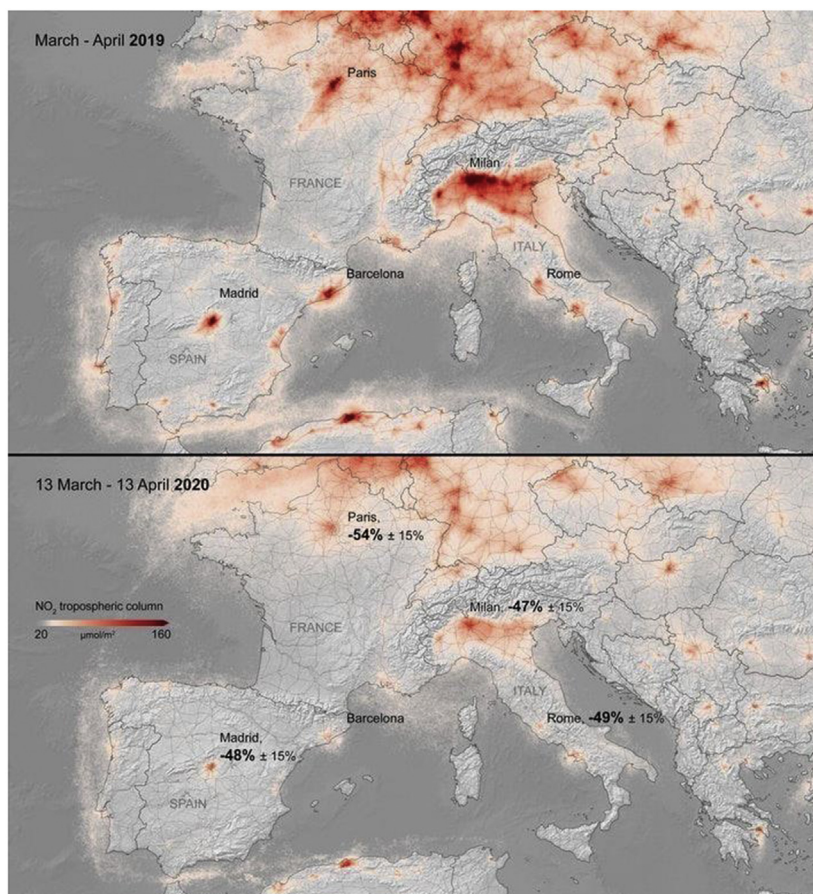 March - April 2019
Paris
FRANCE
Milan
ITALY
Barcelona
Rome
Madrid
SPAIN
13 March - 13 April 2020
Paris,
-54% ± 15%
NO₂ tropospheric column
20 µmol/m² 160
Milan, -47% ± 15%
FRANCE
ITALY
Barcelona
Rome, -49% ± 15%
Madrid,
-48% ± 15%
SPAIN